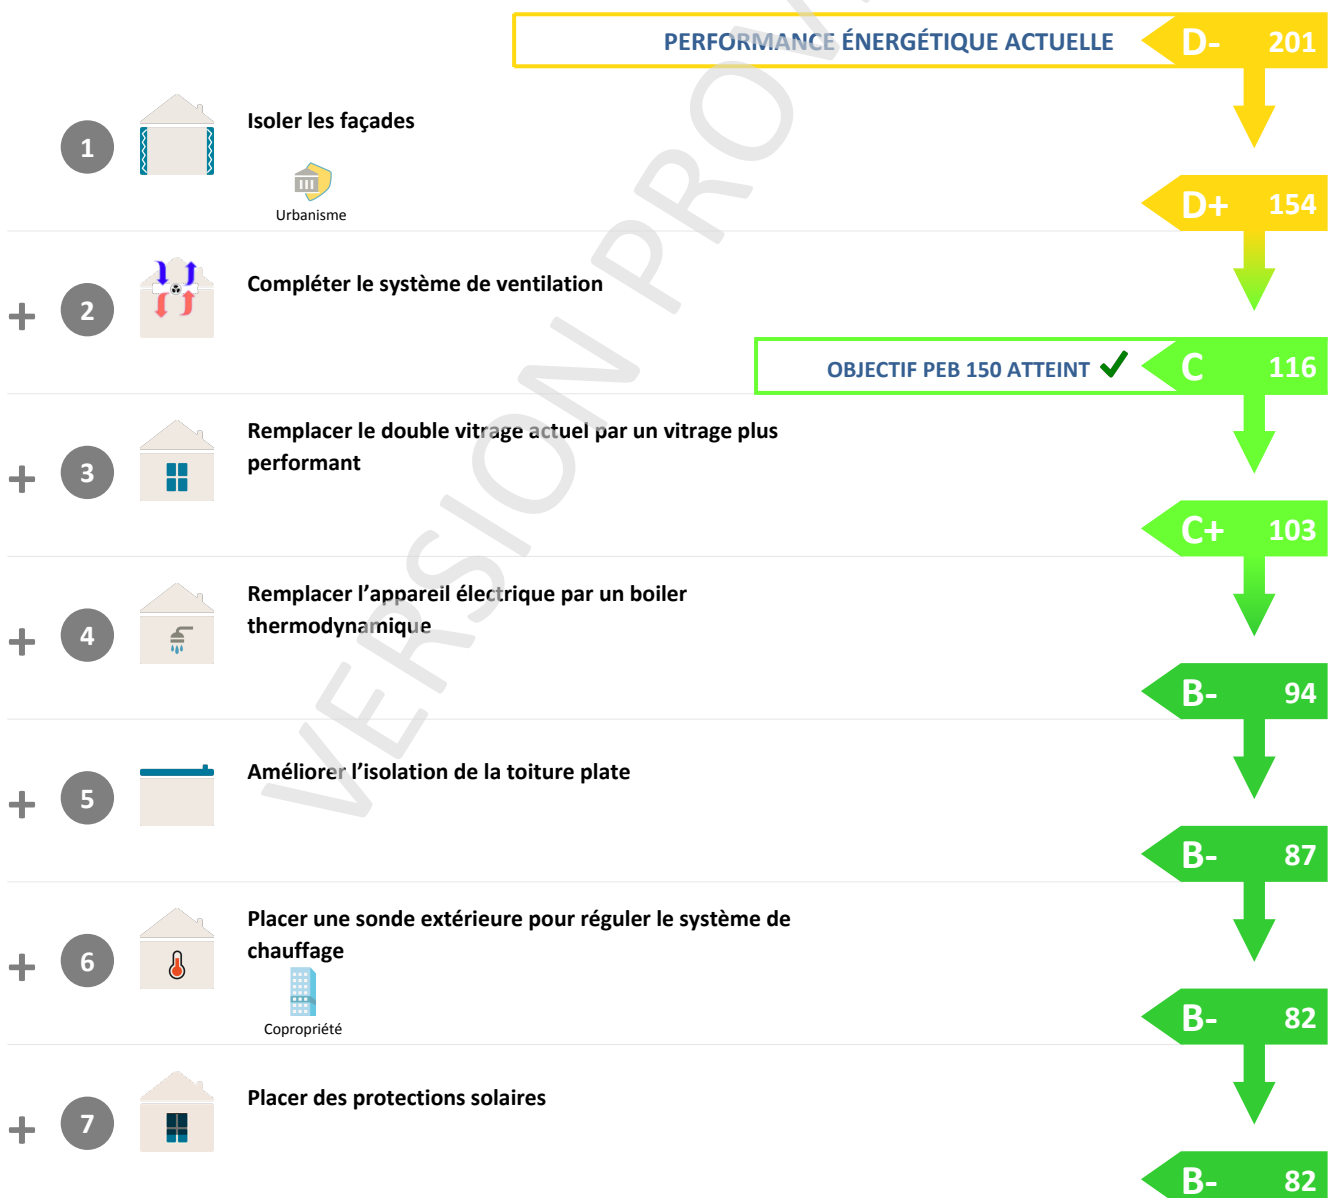 PERFORMANCE ÉNERGÉTIQUE ACTUELLE D- 201
1 Isoler les façades
Urbanisme
D+ 154
+ 2 Compléter le système de ventilation
OBJECTIF PEB 150 ATTEINT ✓ C 116
+ 3 Remplacer le double vitrage actuel par un vitrage plus
performant
C+ 103
+ 4 Remplacer l’appareil électrique par un boiler
thermodynamique
B- 94
+ 5 Améliorer l’isolation de la toiture plate
B- 87
+ 6 Placer une sonde extérieure pour réguler le système de
chauffage
Copropriété
B- 82
+ 7 Placer des protections solaires
B- 82
VERSION PROV